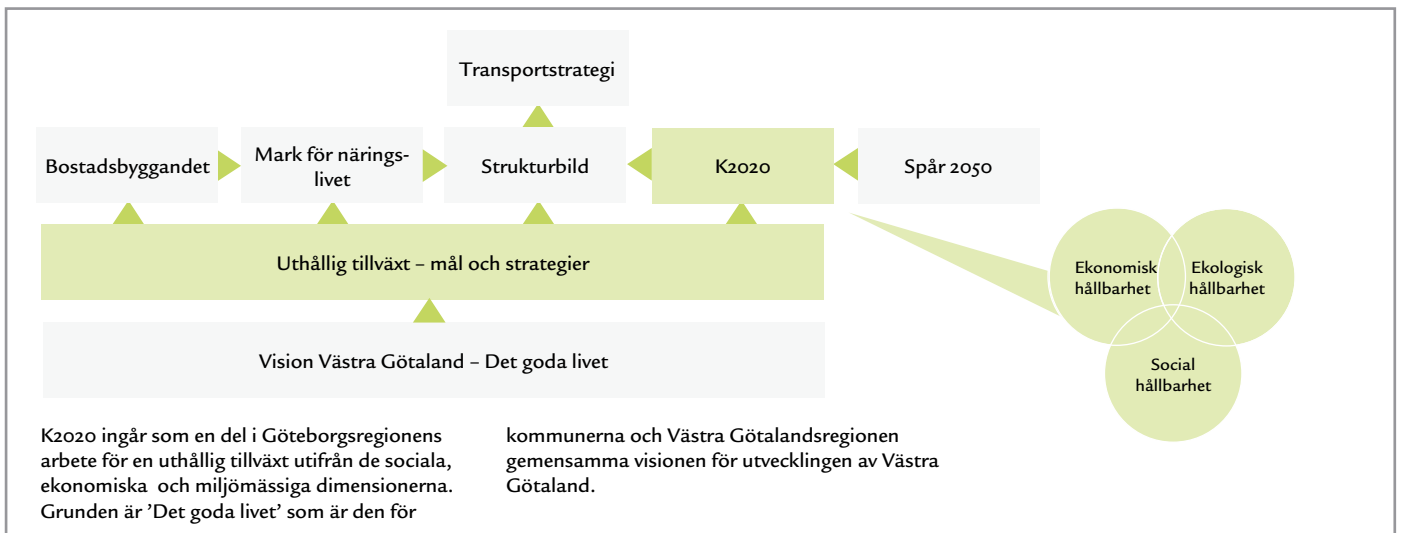 Transportstrategi
Bostadsbyggandet
Mark för närings-
livet
Strukturbild
K2020
Spår 2050
Uthållig tillväxt – mål och strategier
Ekonomisk
hållbarhet
Ekologisk
hållbarhet
Social
hållbarhet
Vision Västra Götaland – Det goda livet
K2020 ingår som en del i Göteborgsregionens
arbete för en uthållig tillväxt utifrån de sociala,
ekonomiska och miljömässiga dimensionerna.
Grunden är ’Det goda livet’ som är den för
kommunerna och Västra Götalandsregionen
gemensamma visionen för utvecklingen av Västra
Götaland.